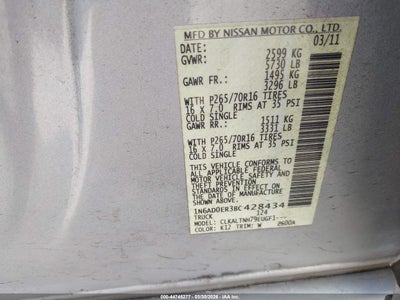 MFD BY NISSAN MOTOR CO., LTD.
DATE: 03/11
GVWR: 2599 KG
5730 LB
GAWR FR: 1495 KG
3296 LB
WITH P265/70R16 TIRES
16 x 7.0 RIMS AT 35 PSI
COLD SINGLE
GAWR RR: 1511 KG
3331 LB
WITH P265/70R16 TIRES
16 x 7.0 RIMS AT 35 PSI
COLD SINGLE
THIS VEHICLE CONFORMS TO ALL
APPLICABLE FEDERAL MOTOR
VEHICLE SAFETY AND
STANDARDS IN EFFECT ON THE
DATE OF MANUFACTURE
SHOWN ABOVE.
1N6AD0ER3BC428434
TRUCK 124
MODEL: CLKALTNH79EUGF1---
COLOR: K12 TRIM: W 0600A